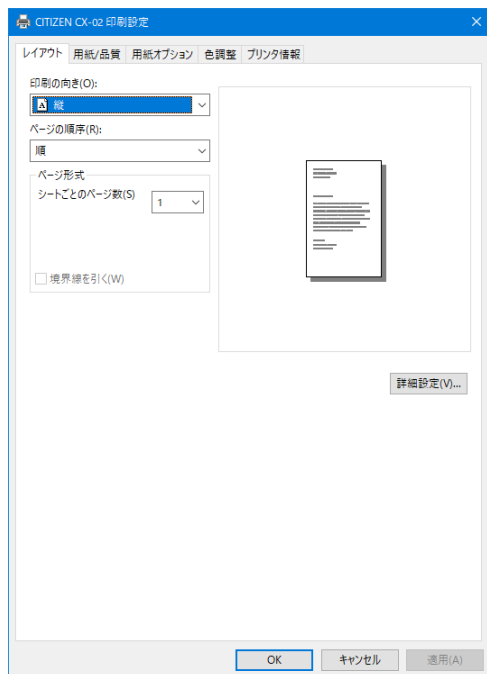 CITIZEN CX-02 印刷設定
レイアウト 用紙/品質 用紙オプション 色調整 プリンタ情報
印刷の向き(O):
A 縦
ページの順序(R):
順
ページ形式
シートごとのページ数(S)
1
境界線を引く(W)
詳細設定(V)...
OK キャンセル 適用(A)